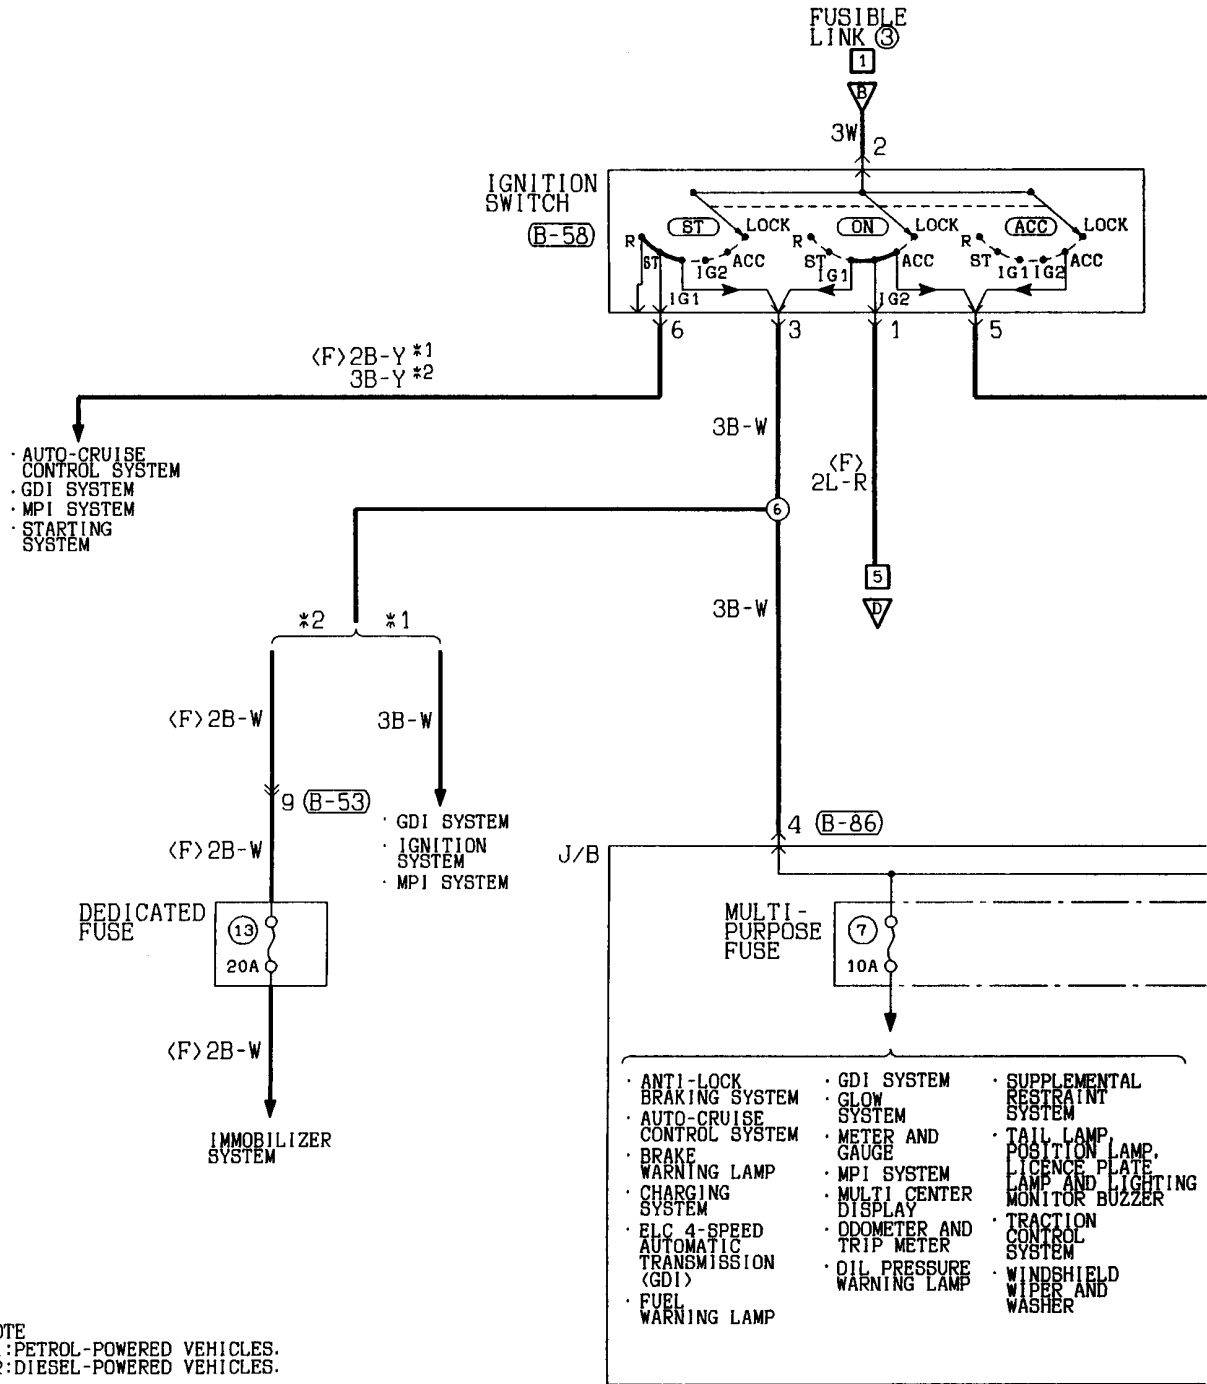 FUSIBLE
LINK ③
1
B
3W
2
IGNITION
SWITCH
B-58
R
ST
LOCK
ST
IG1
IG2
ACC
R
ON
LOCK
ST
IG1
IG2
ACC
R
ACC
LOCK
ST
IG1
IG2
ACC
6
3
1
5
<F>2B-Y *1
3B-Y *2
· AUTO-CRUISE
CONTROL SYSTEM
· GDI SYSTEM
· MPI SYSTEM
· STARTING
SYSTEM
3B-W
<F>
2L-R
6
5
D
3B-W
*2
*1
<F>2B-W
3B-W
9 B-53
<F>2B-W
· GDI SYSTEM
· IGNITION
SYSTEM
· MPI SYSTEM
4 B-86
J/B
DEDICATED
FUSE
13
20A
<F>2B-W
IMMOBILIZER
SYSTEM
MULTI-
PURPOSE
FUSE
7
10A
· ANTI-LOCK
BRAKING SYSTEM
· AUTO-CRUISE
CONTROL SYSTEM
· BRAKE
WARNING LAMP
· CHARGING
SYSTEM
· ELC 4-SPEED
AUTOMATIC
TRANSMISSION
<GDI>
· FUEL
WARNING LAMP
· GDI SYSTEM
· GLOW
SYSTEM
· METER AND
GAUGE
· MPI SYSTEM
· MULTI CENTER
DISPLAY
· ODOMETER AND
TRIP METER
· OIL PRESSURE
WARNING LAMP
· SUPPLEMENTAL
RESTRAINT
SYSTEM
· TAIL LAMP,
POSITION LAMP,
LICENCE PLATE
LAMP AND LIGHTING
MONITOR BUZZER
· TRACTION
CONTROL
SYSTEM
· WINDSHIELD
WIPER AND
WASHER
OTE
:PETROL-POWERED VEHICLES.
2:DIESEL-POWERED VEHICLES.